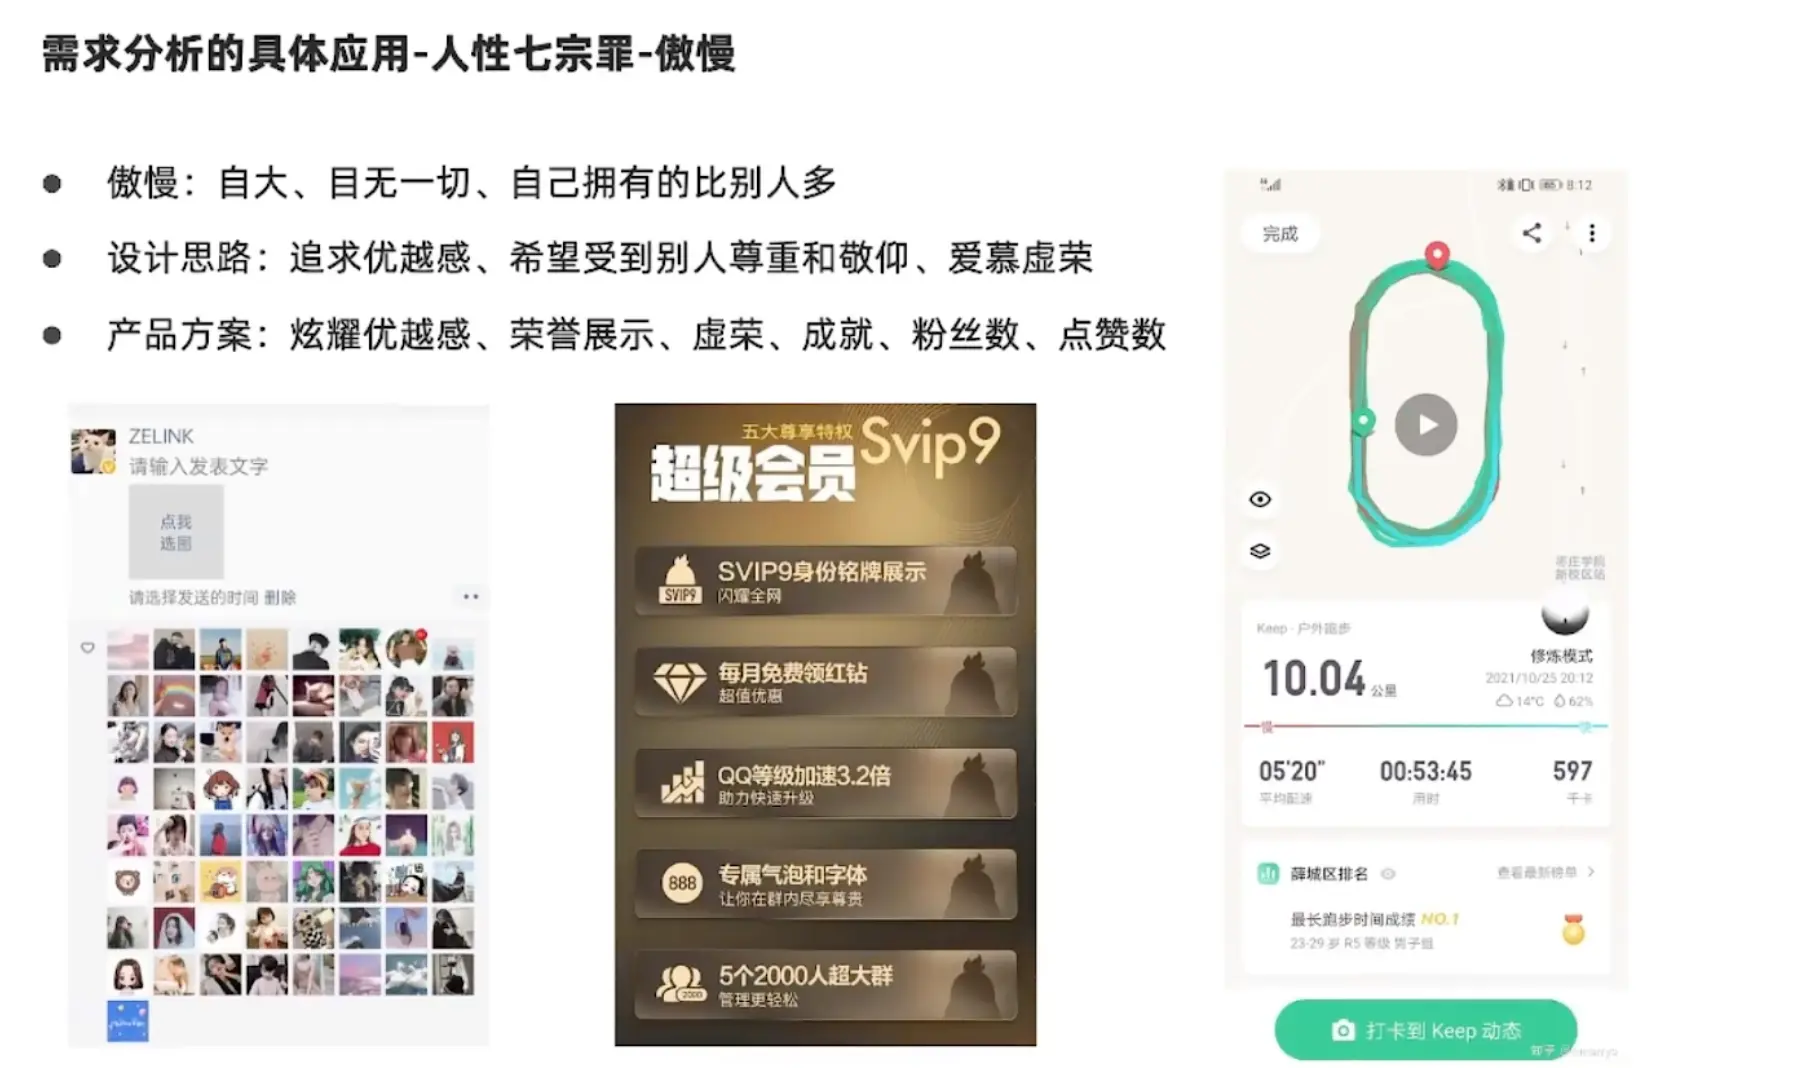 需求分析的具体应用-人性七宗罪-傲慢
傲慢：自大、目无一切、自己拥有的比别人多
设计思路：追求优越感、希望受到别人尊重和敬仰、爱慕虚荣
产品方案：炫耀优越感、荣誉展示、虚荣、成就、粉丝数、点赞数
ZELINK
请输入发表文字
点我
选图
请选择发送的时间 删除
五大尊享特权
Svip9
超级会员
SVIP9
SVIP9身份铭牌展示
闪耀全网
每月免费领红钻
超值优惠
QQ等级加速3.2倍
助力快速升级
888
专属气泡和字体
让你在群内尽享尊贵
2000
5个2000人超大群
管理更轻松
8:12
完成
枣庄学院
新校区站
Keep - 户外跑步
10.04 公里
修炼模式
2021/10/25 20:12
14°C 62%
慢 快
05'20" 00:53:45 597
平均配速 用时 千卡
薛城区排名 查看最新榜单
最长跑步时间成绩 NO.1
23-29 岁 R5 等级 男子组
打卡到 Keep 动态
知乎